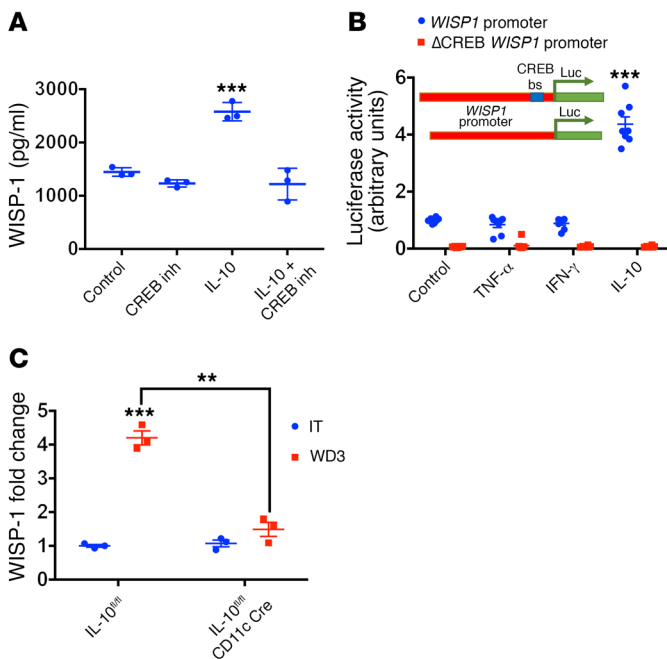 A
WISP-1 (pg/ml)
3000
2000
1000
0
***
Control
CREB inh
IL-10
IL-10 +
CREB inh
B
WISP1 promoter
ΔCREB WISP1 promoter
Luciferase activity
(arbitrary units)
6
4
2
0
CREB
bs
Luc
WISP1
promoter
Luc
***
Control
TNF-α
IFN-γ
IL-10
C
WISP-1 fold change
5
4
3
2
1
0
***
**
IT
WD3
IL-10fl/fl
IL-10fl/fl
CD11c Cre